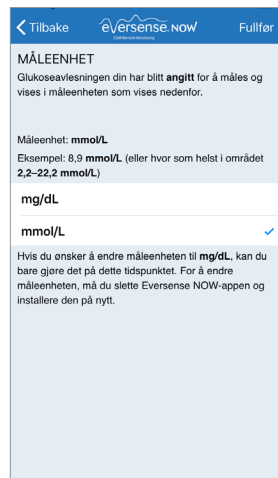 Tilbake
eversense. NOW
Fullfør
CGM Remote Monitoring
MÅLEENHET
Glukoseavlesningen din har blitt angitt for å måles og
vises i måleenheten som vises nedenfor.
Måleenhet: mmol/L
Eksempel: 8,9 mmol/L (eller hvor som helst i området
2,2–22,2 mmol/L)
mg/dL
mmol/L
Hvis du ønsker å endre måleenheten til mg/dL, kan du
bare gjøre det på dette tidspunktet. For å endre
måleenheten, må du slette Eversense NOW-appen og
installere den på nytt.